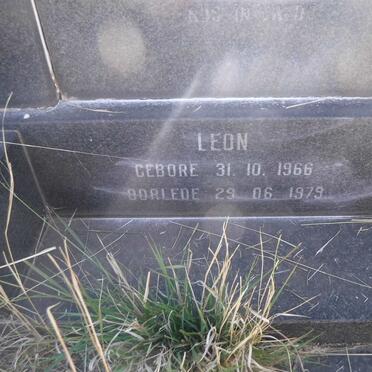 LEON
GEBORE 31. 10. 1966
OORLEDE 29 06 1979